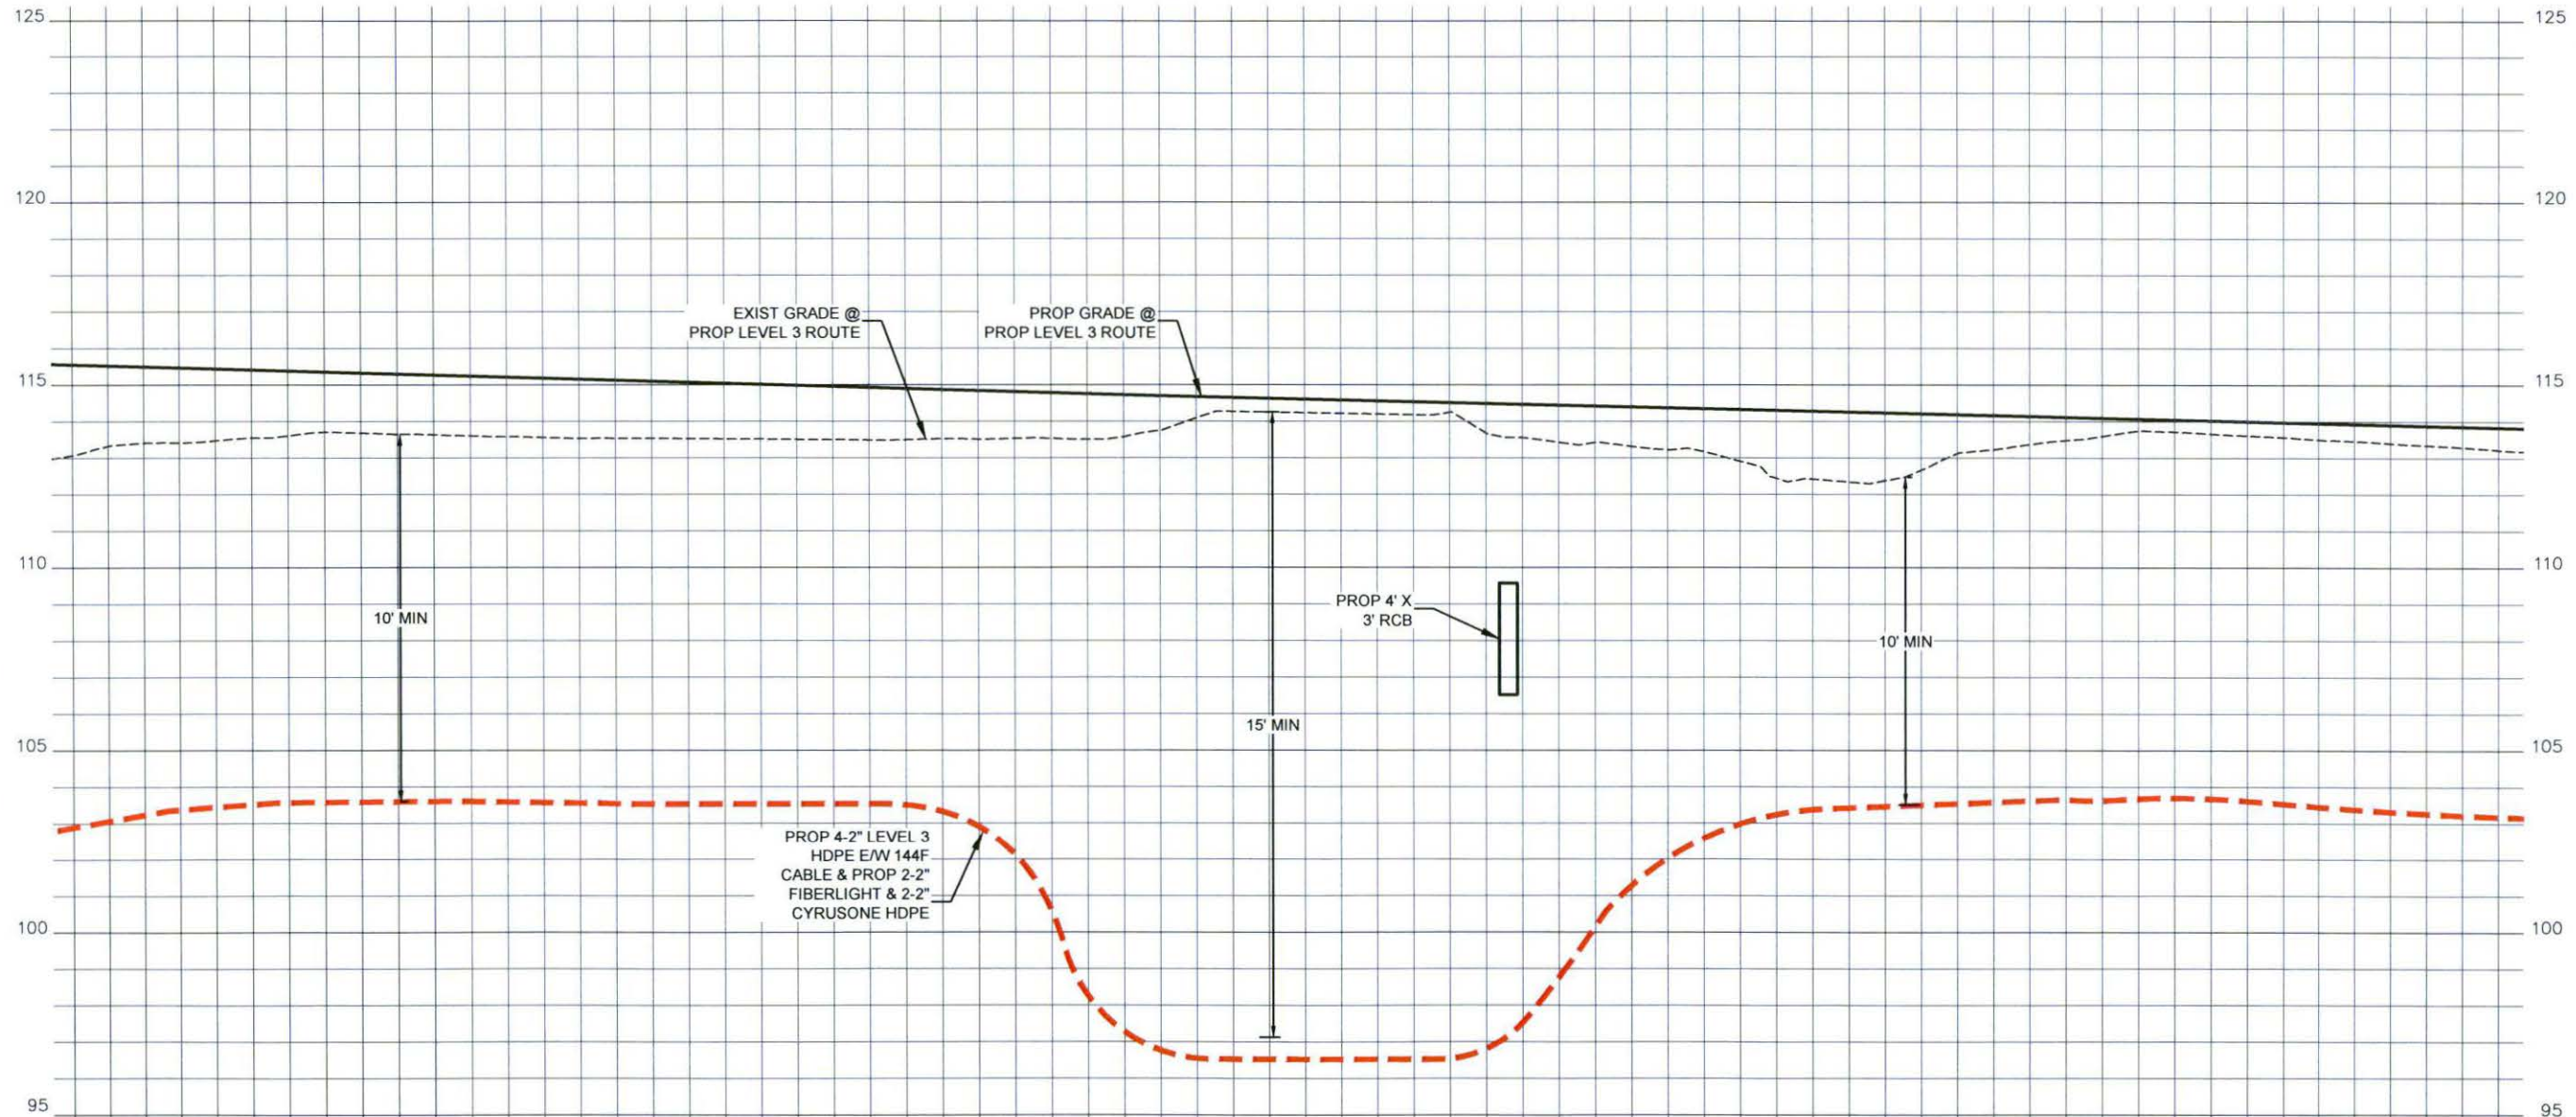 125
125
120
120
EXIST GRADE @
PROP LEVEL 3 ROUTE
PROP GRADE @
PROP LEVEL 3 ROUTE
115
115
110
110
PROP 4' X
3' RCB
10' MIN
10' MIN
15' MIN
105
105
PROP 4-2" LEVEL 3
HDPE E/W 144F
CABLE & PROP 2-2"
FIBERLIGHT & 2-2"
CYRUSONE HDPE
100
100
95
95